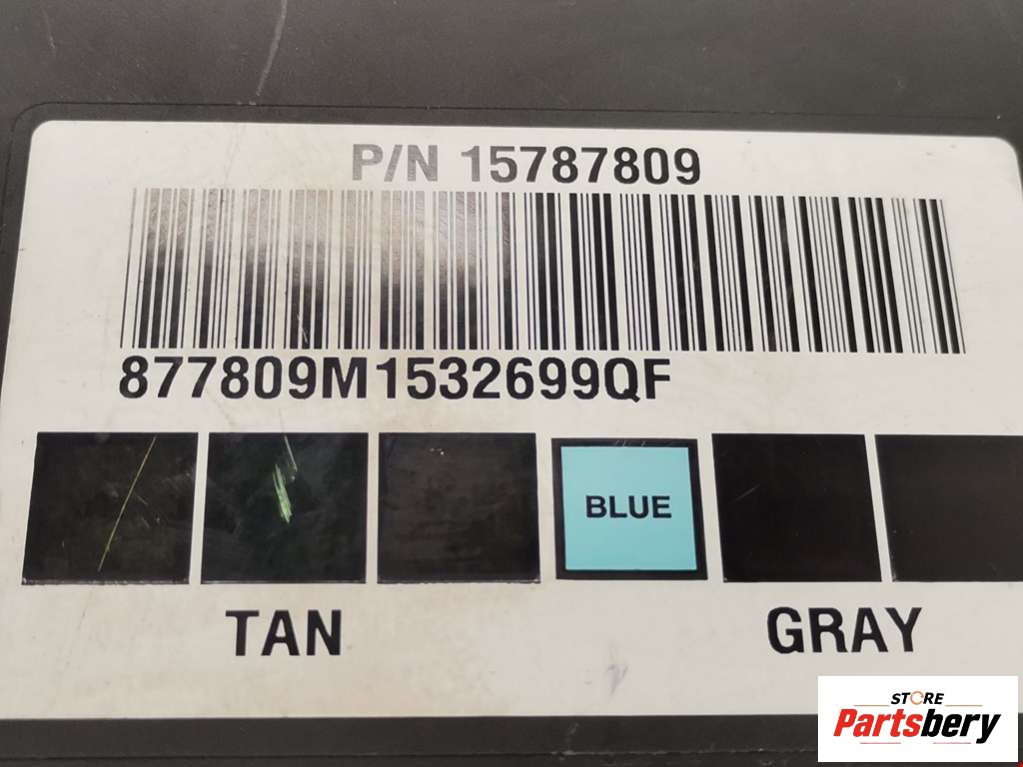 P/N 15787809
877809M1532699QF
BLUE
TAN GRAY
STORE
Partsbery